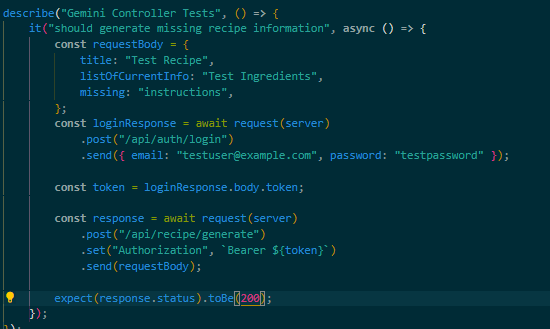 describe("Gemini Controller Tests", () => {
it("should generate missing recipe information", async () => {
const requestBody = {
title: "Test Recipe",
listOfCurrentInfo: "Test Ingredients",
missing: "instructions",
};
const loginResponse = await request(server)
.post("/api/auth/login")
.send({ email: "testuser@example.com", password: "testpassword" });
const token = loginResponse.body.token;
const response = await request(server)
.post("/api/recipe/generate")
.set("Authorization", `Bearer ${token}`)
.send(requestBody);
expect(response.status).toBe(200);
});
});